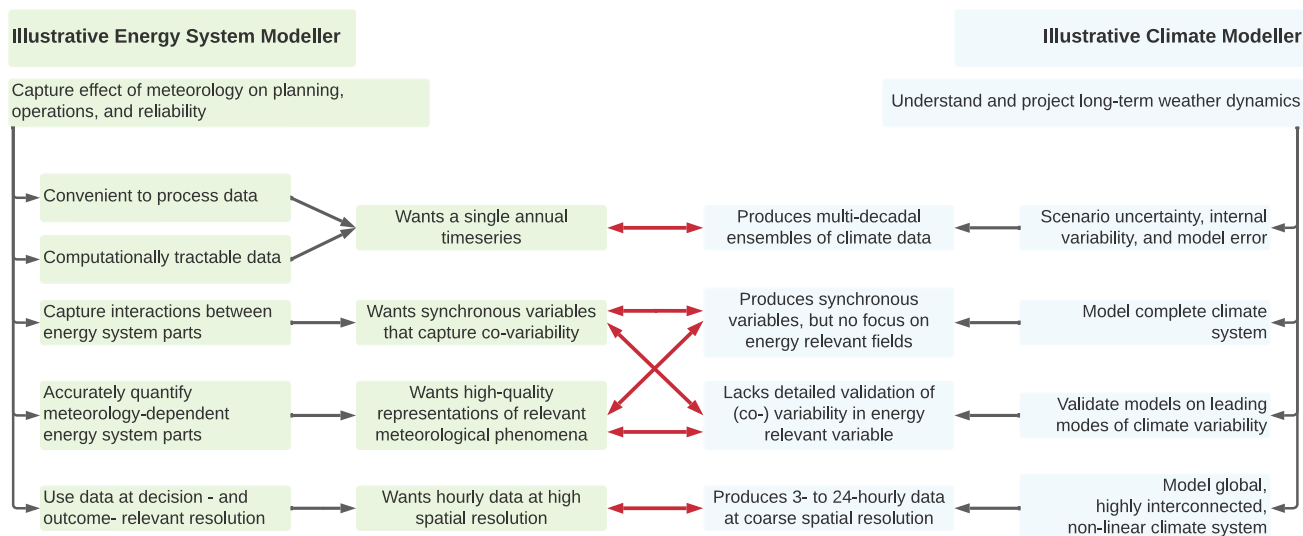 Illustrative Energy System Modeller
Illustrative Climate Modeller
Capture effect of meteorology on planning,
operations, and reliability
Understand and project long-term weather dynamics
Convenient to process data
Computationally tractable data
Wants a single annual
timeseries
Produces multi-decadal
ensembles of climate data
Scenario uncertainty, internal
variability, and model error
Capture interactions between
energy system parts
Wants synchronous variables
that capture co-variability
Produces synchronous
variables, but no focus on
energy relevant fields
Model complete climate
system
Accurately quantify
meteorology-dependent
energy system parts
Wants high-quality
representations of relevant
meteorological phenomena
Lacks detailed validation of
(co-) variability in energy
relevant variable
Validate models on leading
modes of climate variability
Use data at decision - and
outcome- relevant resolution
Wants hourly data at high
spatial resolution
Produces 3- to 24-hourly data
at coarse spatial resolution
Model global,
highly interconnected,
non-linear climate system